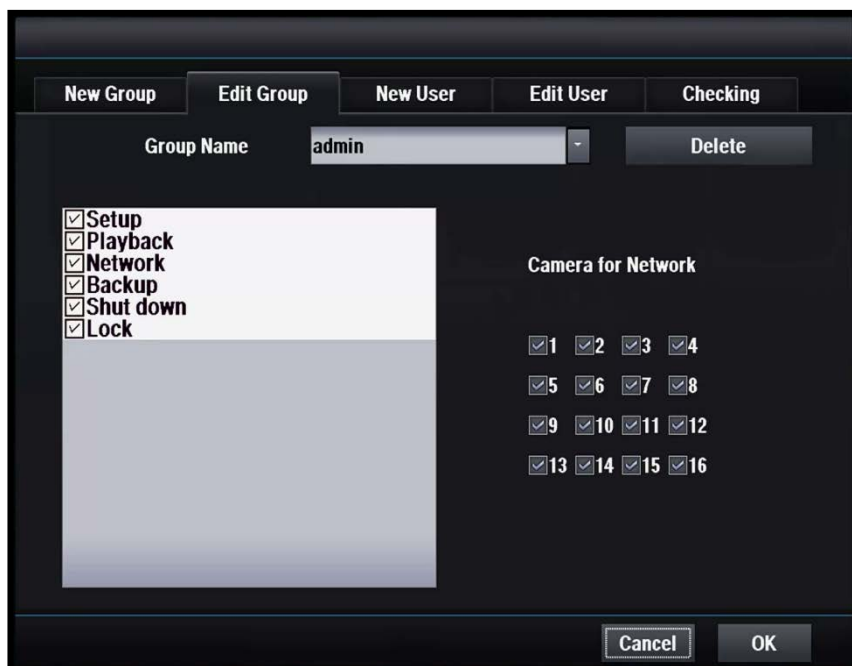 New Group Edit Group New User Edit User Checking
Group Name admin Delete
Setup
Playback
Network
Backup
Shut down
Lock
Camera for Network
1 2 3 4
5 6 7 8
9 10 11 12
13 14 15 16
Cancel OK